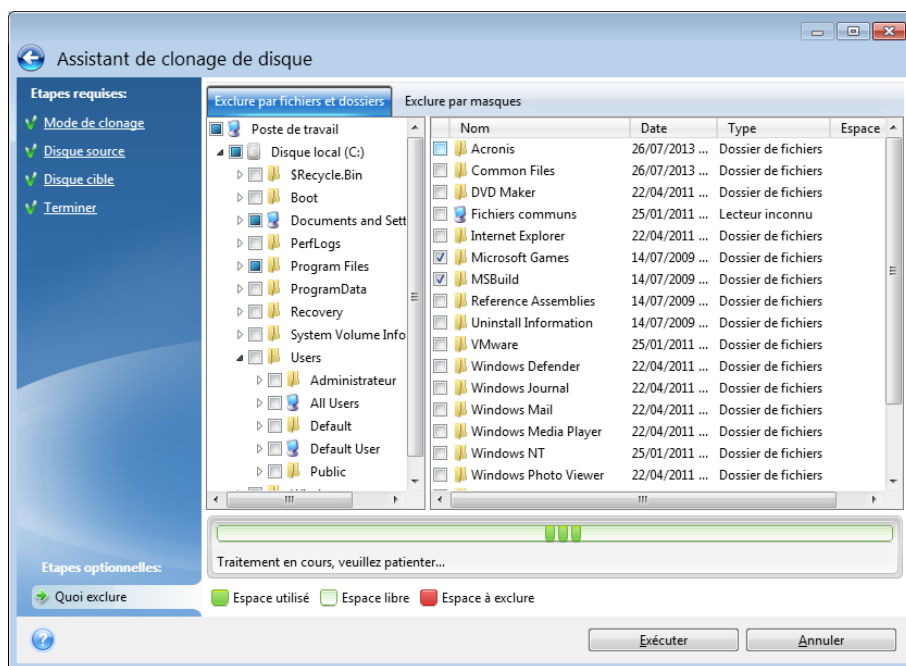 Assistant de clonage de disque
Etapes requises:
Mode de clonage
Disque source
Disque cible
Terminer
Etapes optionnelles:
Quoi exclure
Exclure par fichiers et dossiers
Exclure par masques
Poste de travail
Disque local (C:)
$Recycle.Bin
Boot
Documents and Sett
PerfLogs
Program Files
ProgramData
Recovery
System Volume Info
Users
Administrateur
All Users
Default
Default User
Public
Nom Date Type Espace
Acronis 26/07/2013 ... Dossier de fichiers
Common Files 26/07/2013 ... Dossier de fichiers
DVD Maker 22/04/2011 ... Dossier de fichiers
Fichiers communs 25/01/2011 ... Lecteur inconnu
Internet Explorer 22/04/2011 ... Dossier de fichiers
Microsoft Games 14/07/2009 ... Dossier de fichiers
MSBuild 14/07/2009 ... Dossier de fichiers
Reference Assemblies 14/07/2009 ... Dossier de fichiers
Uninstall Information 14/07/2009 ... Dossier de fichiers
VMware 25/01/2011 ... Dossier de fichiers
Windows Defender 22/04/2011 ... Dossier de fichiers
Windows Journal 22/04/2011 ... Dossier de fichiers
Windows Mail 22/04/2011 ... Dossier de fichiers
Windows Media Player 22/04/2011 ... Dossier de fichiers
Windows NT 25/01/2011 ... Dossier de fichiers
Windows Photo Viewer 22/04/2011 ... Dossier de fichiers
Traitement en cours, veuillez patienter...
Espace utilisé Espace libre Espace à exclure
Exécuter Annuler